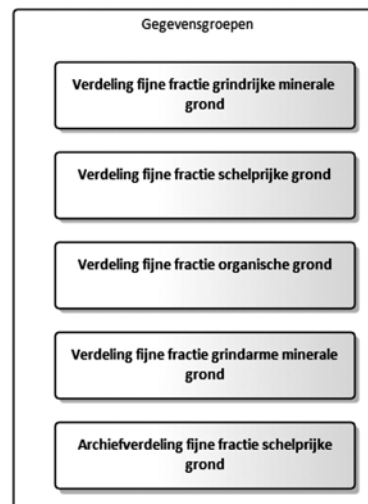 Gegevensgroepen
Verdeling fijne fractie grindrijke minerale
grond
Verdeling fijne fractie schelprijke grond
Verdeling fijne fractie organische grond
Verdeling fijne fractie grindarme minerale
grond
Archiefverdeling fijne fractie schelprijke
grond